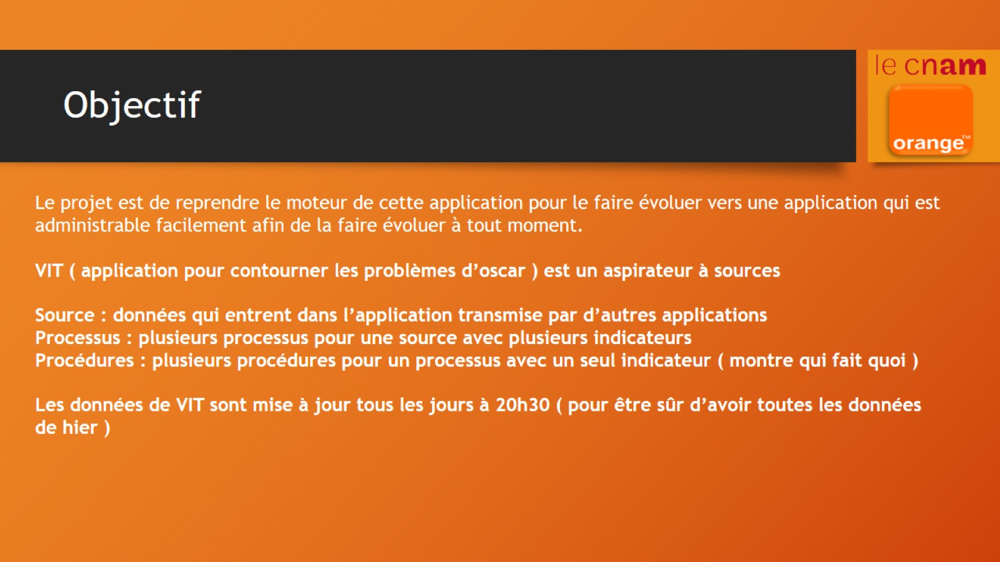 le cnam
orange™
Objectif
Le projet est de reprendre le moteur de cette application pour le faire évoluer vers une application qui est
administrable facilement afin de la faire évoluer à tout moment.
VIT ( application pour contourner les problèmes d’oscar ) est un aspirateur à sources
Source : données qui entrent dans l’application transmise par d’autres applications
Processus : plusieurs processus pour une source avec plusieurs indicateurs
Procédures : plusieurs procédures pour un processus avec un seul indicateur ( montre qui fait quoi )
Les données de VIT sont mise à jour tous les jours à 20h30 ( pour être sûr d’avoir toutes les données
de hier )